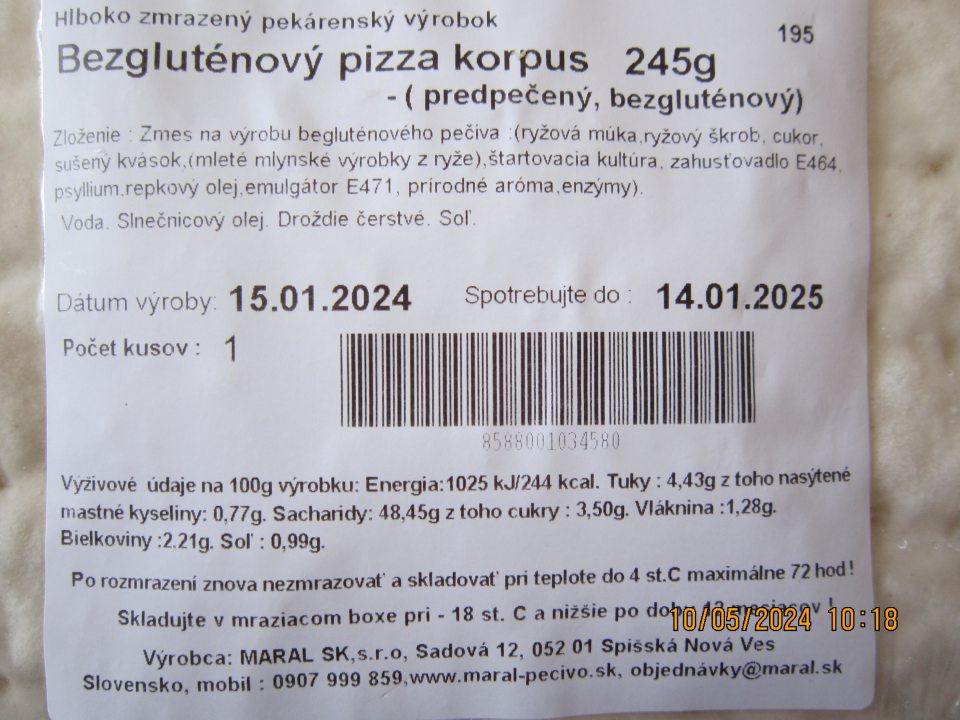 Hlboko zmrazený pekárenský výrobok
195
Bezgluténový pizza korpus 245g
- ( predpečený, bezgluténový)
Zloženie : Zmes na výrobu begluténového pečiva :(ryžová múka,ryžový škrob, cukor,
sušený kvások,(mleté mlynské výrobky z ryže),štartovacia kultúra, zahusťovadlo E464,
psyllium,repkový olej,emulgátor E471, prírodné aróma,enzýmy).
Voda. Slnečnicový olej. Droždie čerstvé. Soľ.
Dátum výroby: 15.01.2024 Spotrebujte do : 14.01.2025
Počet kusov : 1
8588001034580
Výživové údaje na 100g výrobku: Energia:1025 kJ/244 kcal. Tuky : 4,43g z toho nasýtené
mastné kyseliny: 0,77g. Sacharidy: 48,45g z toho cukry : 3,50g. Vláknina :1,28g.
Bielkoviny :2.21g. Soľ : 0,99g.
Po rozmrazení znova nezmrazovať a skladovať pri teplote do 4 st.C maximálne 72 hod!
Skladujte v mraziacom boxe pri - 18 st. C a nižšie po dobu 12 mesiacov !
10/05/2024 10:18
Výrobca: MARAL SK,s.r.o, Sadová 12, 052 01 Spišská Nová Ves
Slovensko, mobil : 0907 999 859,www.maral-pecivo.sk, objednávky@maral.sk